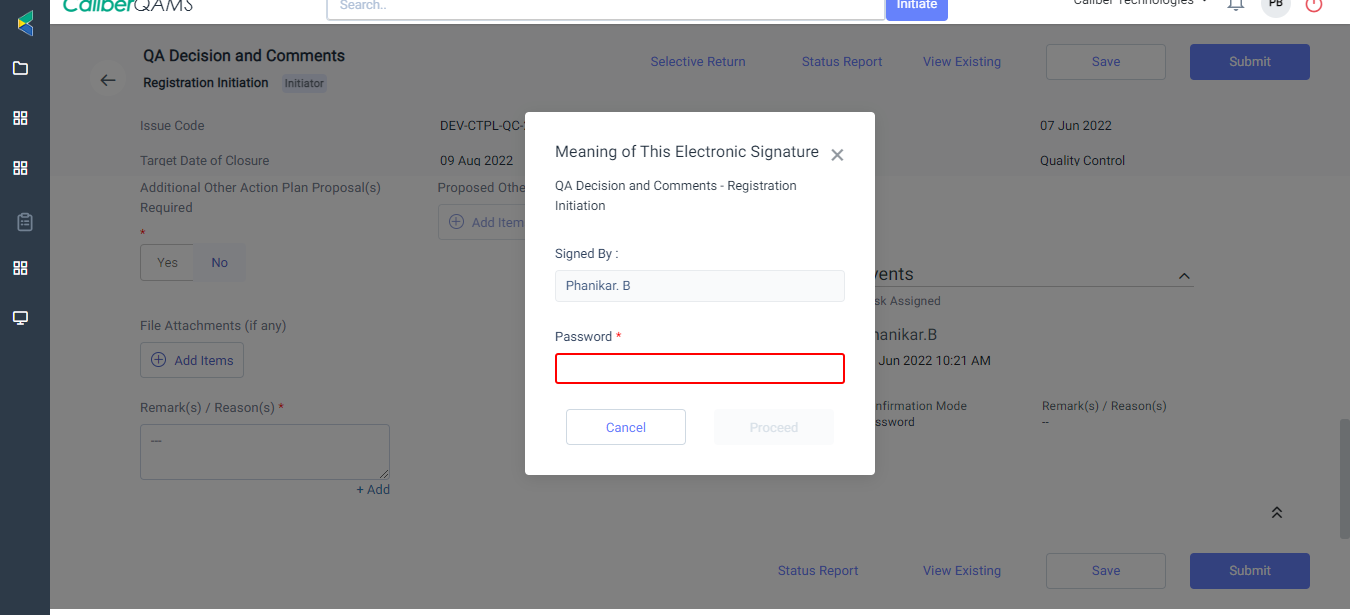 CaliberQAMS
Search..
Initiate
Caliber Technologies
PB
QA Decision and Comments
Registration Initiation Initiator
Selective Return
Status Report
View Existing
Save
Submit
Issue Code
DEV-CTPL-QC-
07 Jun 2022
Target Date of Closure
09 Aug 2022
Quality Control
Additional Other Action Plan Proposal(s)
Required
*
Yes
No
Proposed Othe
Add Item
File Attachments (if any)
Add Items
Remark(s) / Reason(s) *
---
+ Add
Meaning of This Electronic Signature
QA Decision and Comments - Registration
Initiation
Signed By :
Phanikar. B
Password *
Cancel
Proceed
vents
sk Assigned
hanikar.B
Jun 2022 10:21 AM
nfirmation Mode
ssword
Remark(s) / Reason(s)
--
Status Report
View Existing
Save
Submit